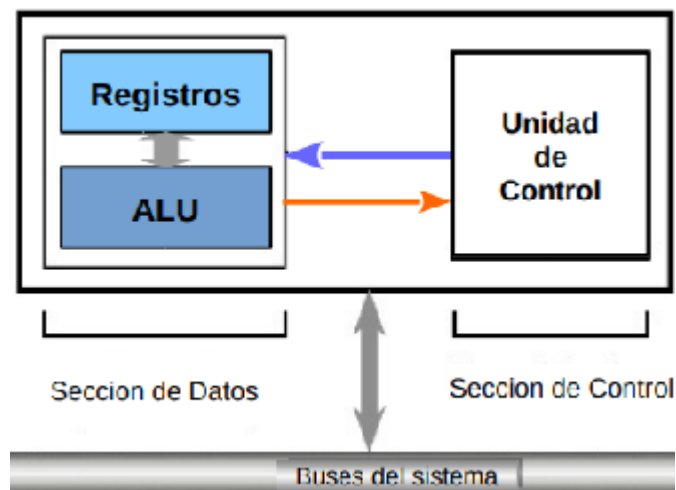 Registros
ALU
Unidad
de
Control
Seccion de Datos
Seccion de Control
Buses del sistema